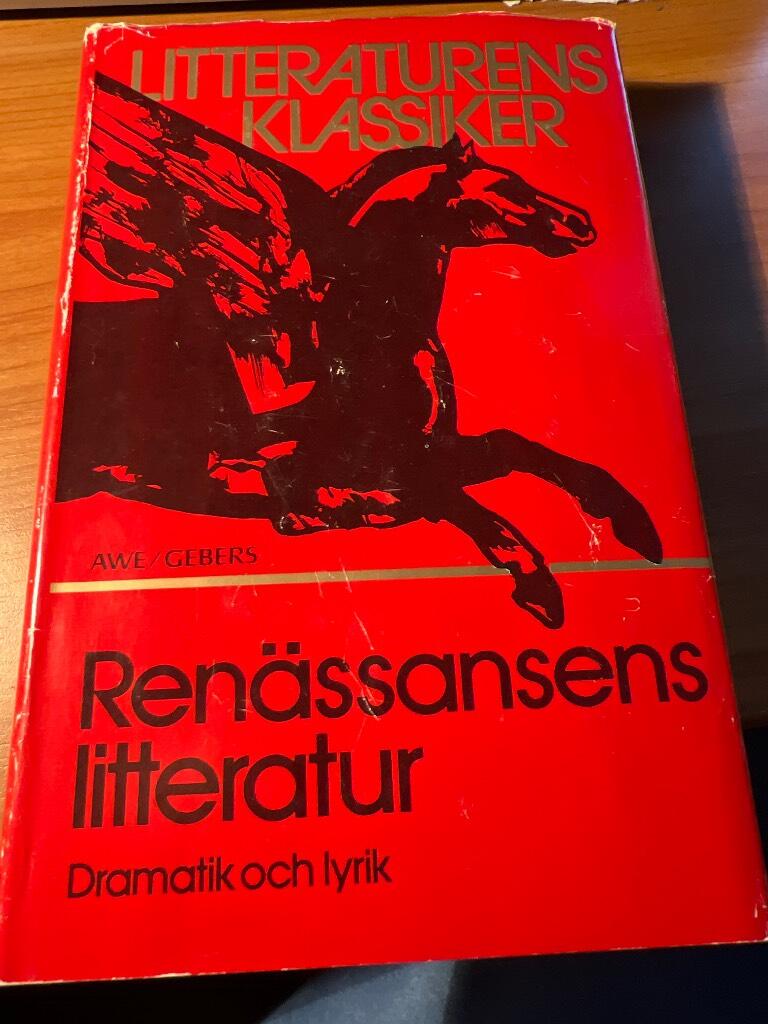 LITTERATURENS
KLASSIKER
AWE/GEBERS
Renässansens
litteratur
Dramatik och lyrik